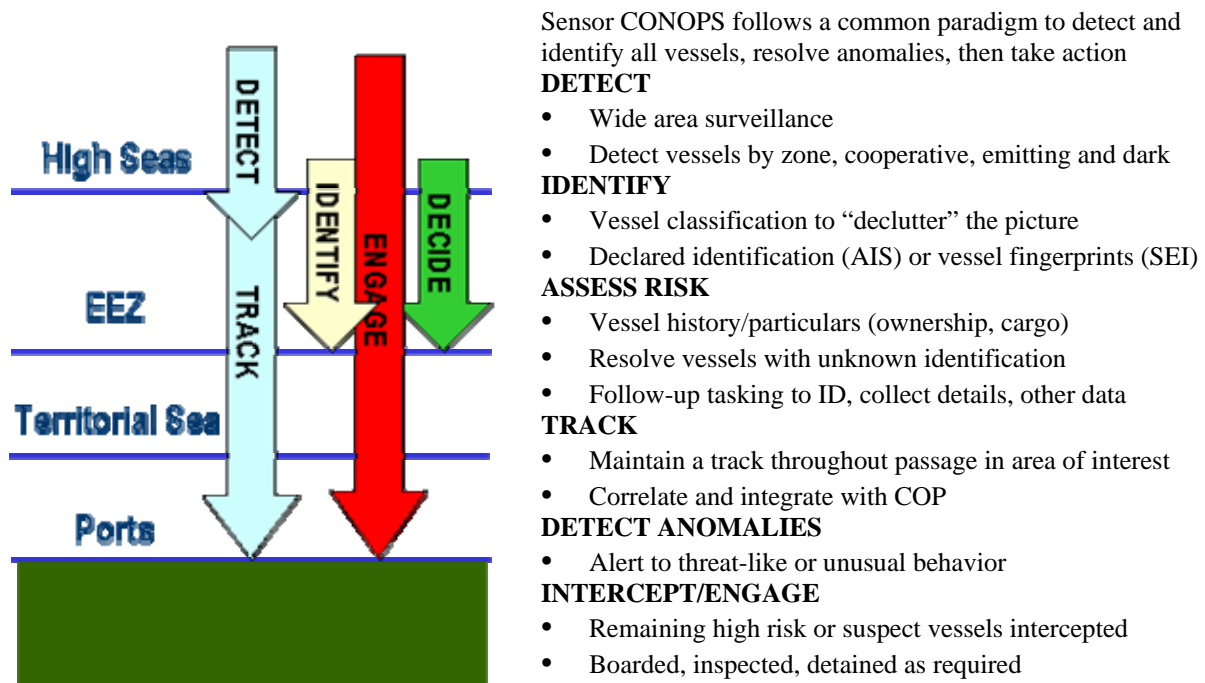 DETECT
High Seas
IDENTIFY
DECIDE
ENGAGE
EEZ
TRACK
Territorial Sea
Ports
Sensor CONOPS follows a common paradigm to detect and
identify all vessels, resolve anomalies, then take action
DETECT
• Wide area surveillance
• Detect vessels by zone, cooperative, emitting and dark
IDENTIFY
• Vessel classification to “declutter” the picture
• Declared identification (AIS) or vessel fingerprints (SEI)
ASSESS RISK
• Vessel history/particulars (ownership, cargo)
• Resolve vessels with unknown identification
• Follow-up tasking to ID, collect details, other data
TRACK
• Maintain a track throughout passage in area of interest
• Correlate and integrate with COP
DETECT ANOMALIES
• Alert to threat-like or unusual behavior
INTERCEPT/ENGAGE
• Remaining high risk or suspect vessels intercepted
• Boarded, inspected, detained as required